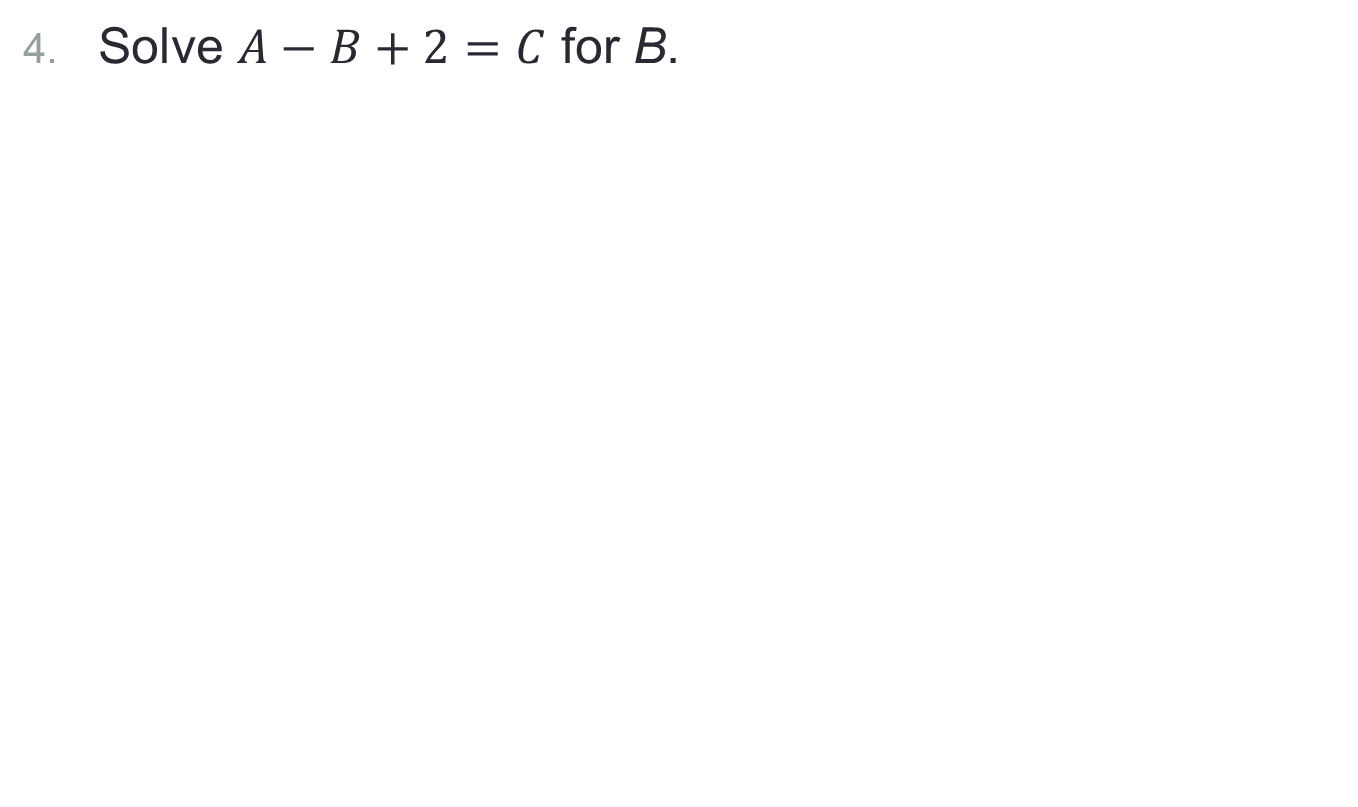 4. Solve A − B + 2 = C for B.